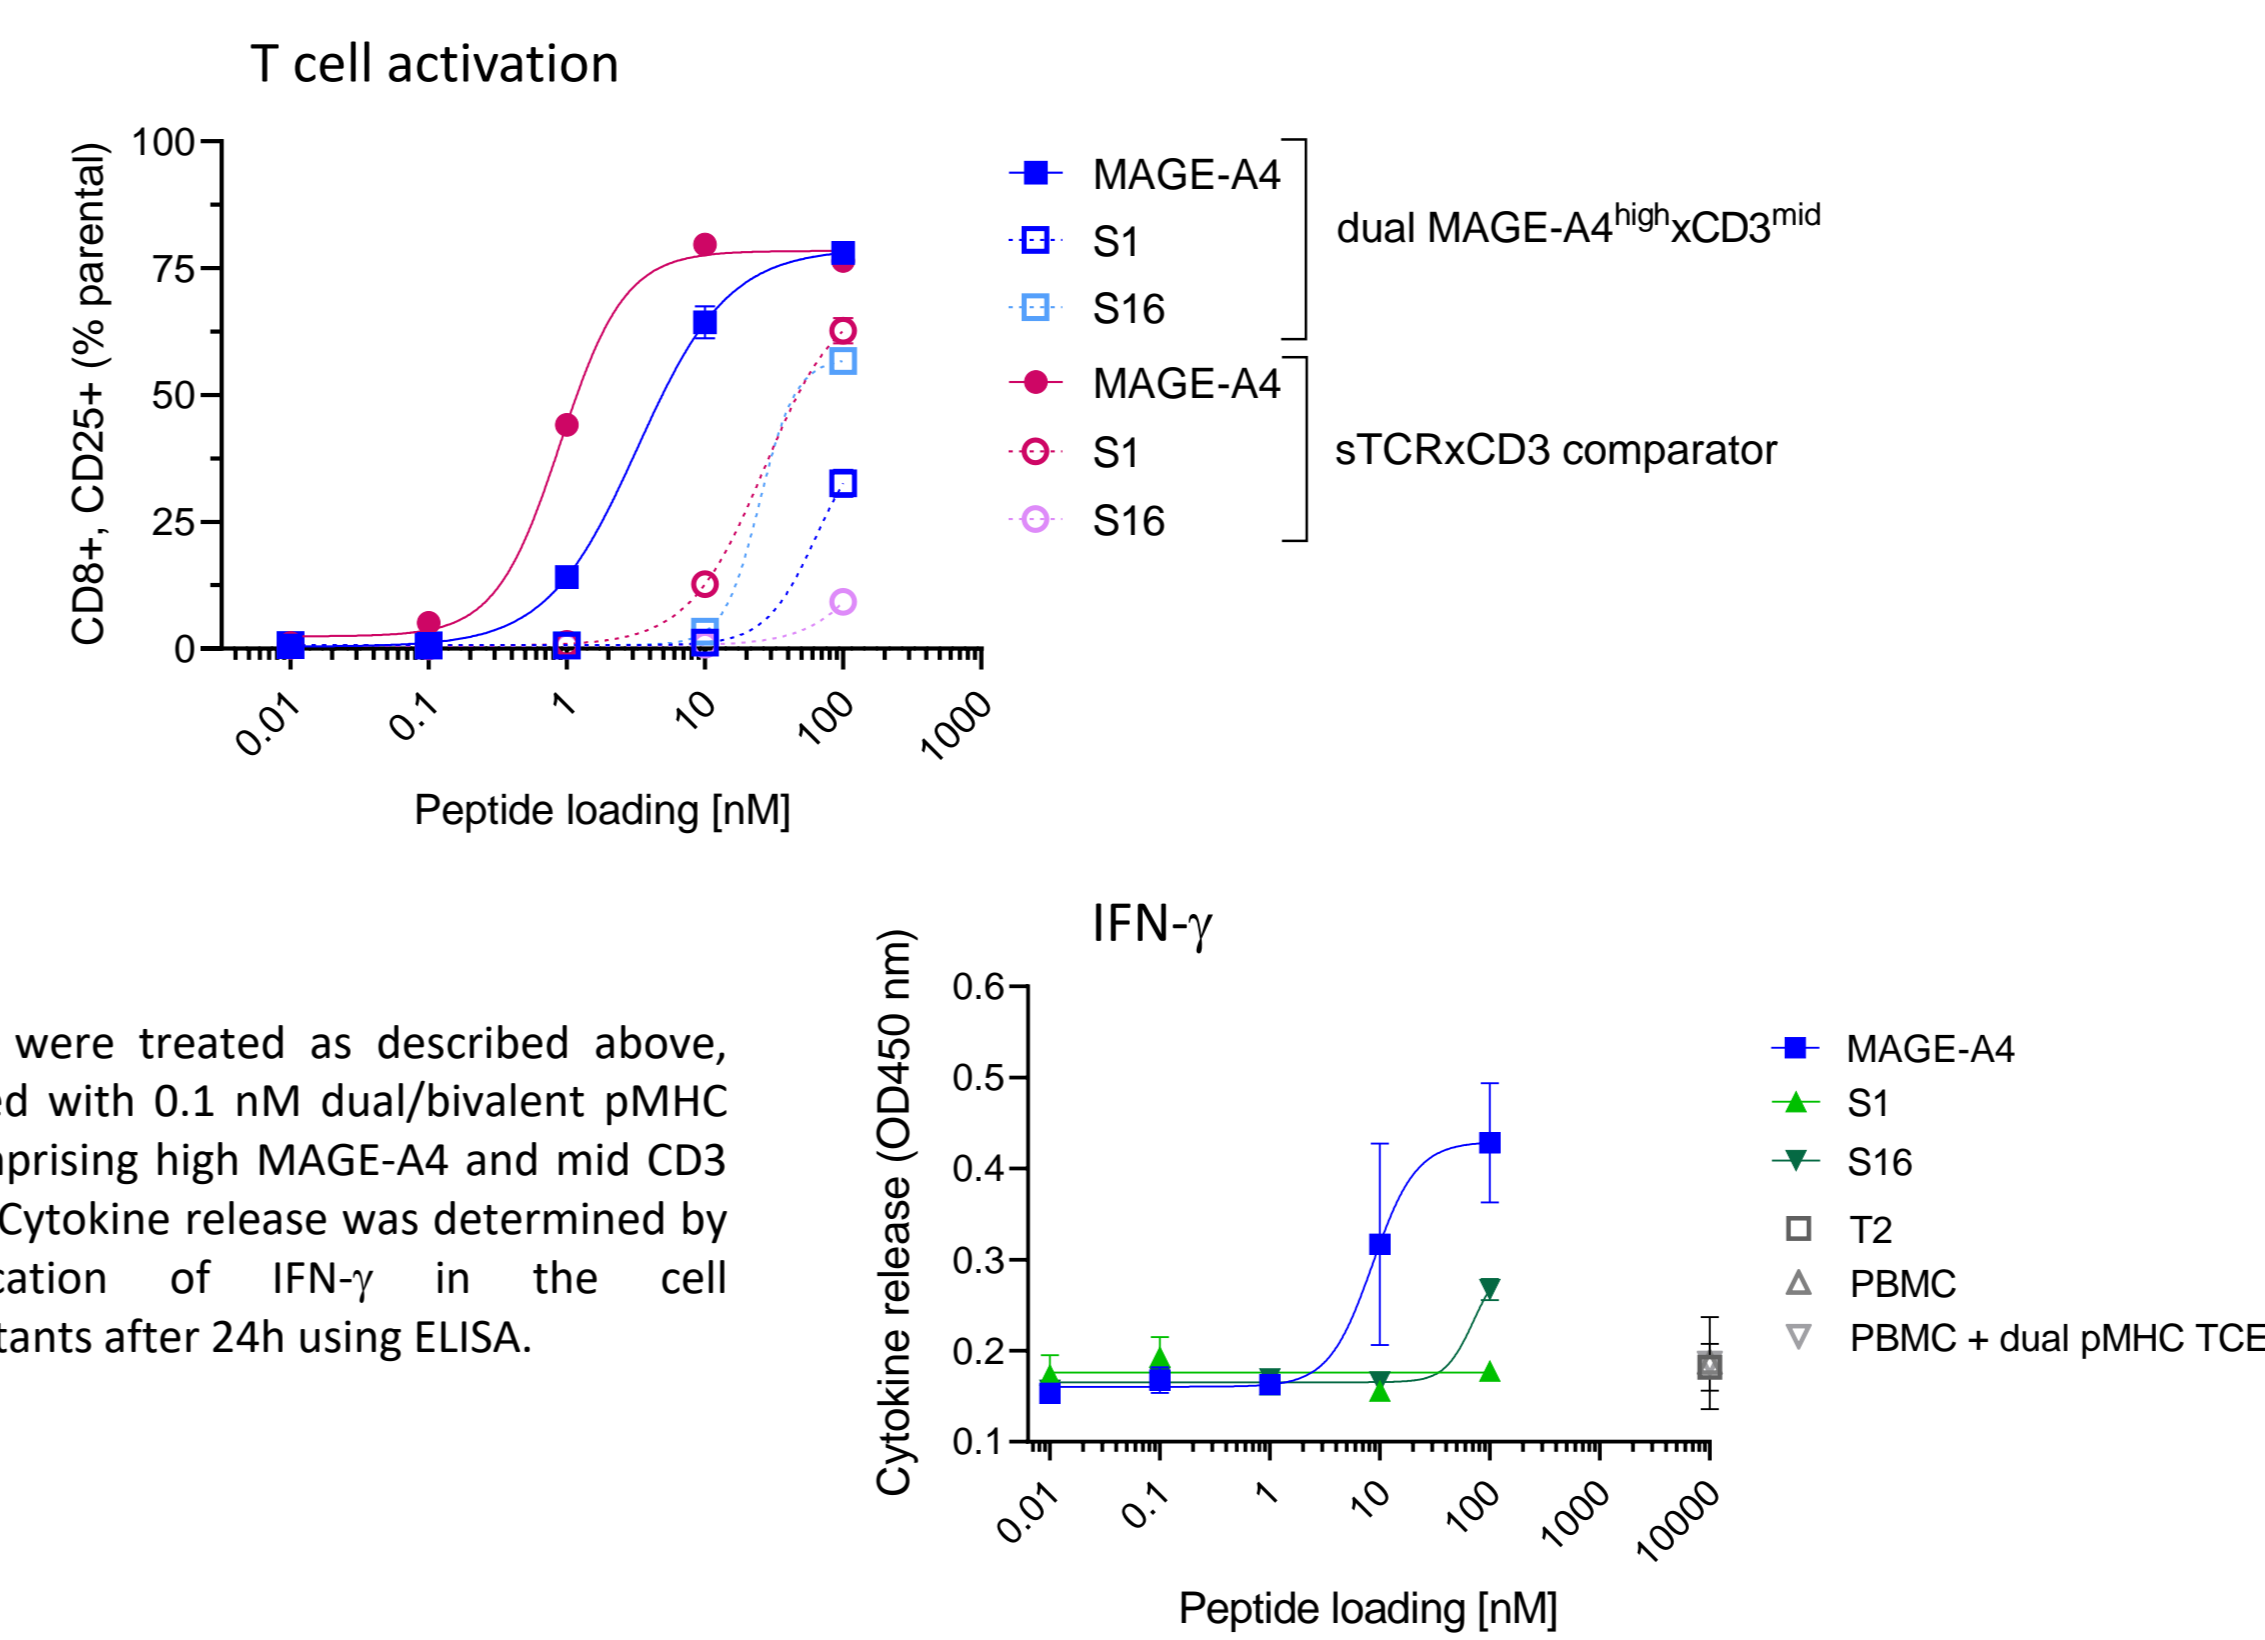 T cell activation
CD8+, CD25+ (% parental)
100
75
50
25
0
0.01
0.1
1
10
100
1000
Peptide loading [nM]
MAGE-A4
S1
S16
dual MAGE-A4highxCD3mid
MAGE-A4
S1
S16
sTCRxCD3 comparator
were treated as described above,
with 0.1 nM dual/bivalent pMHC
high MAGE-A4 and mid CD3
Cytokine release was determined by
of IFN-γ in the cell
after 24h using ELISA.
IFN-γ
Cytokine release (OD450 nm)
0.6
0.5
0.4
0.3
0.2
0.1
0.01
0.1
1
10
100
1000
10000
Peptide loading [nM]
MAGE-A4
S1
S16
T2
PBMC
PBMC + dual pMHC TCE